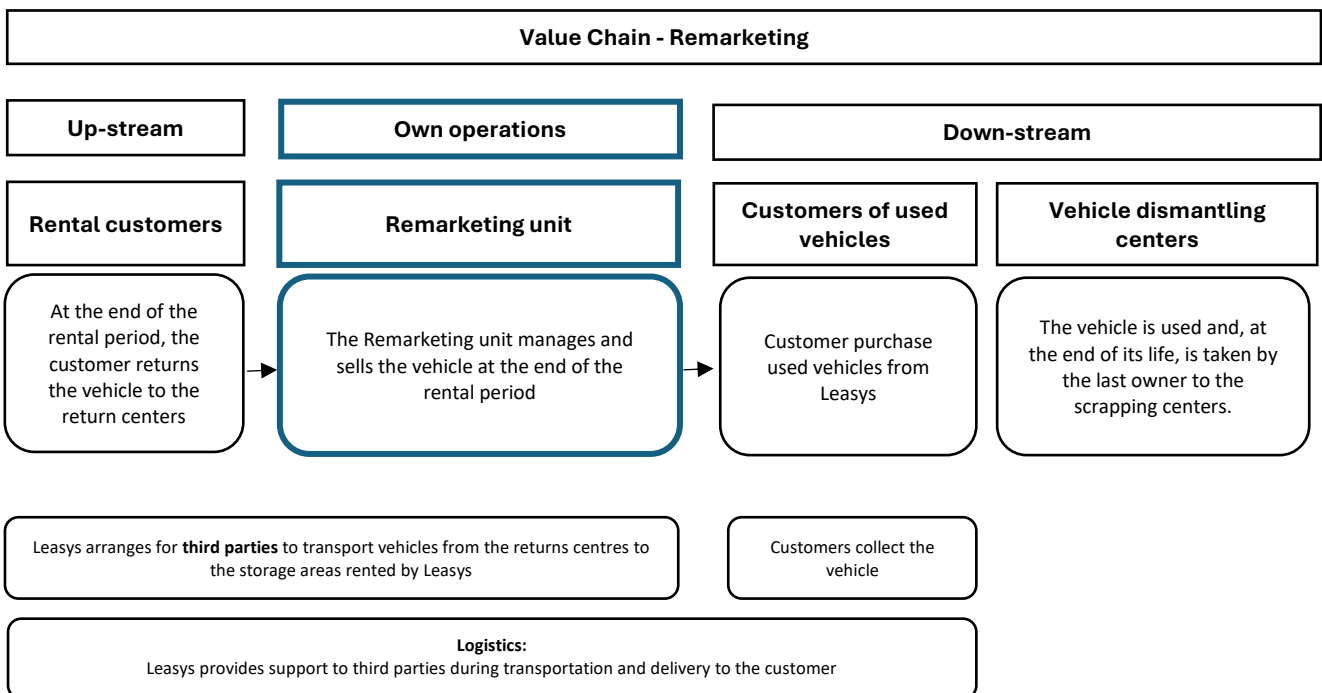 Value Chain - Remarketing
Up-stream
Own operations
Down-stream
Rental customers
Remarketing unit
Customers of used
vehicles
Vehicle dismantling
centers
At the end of the
rental period, the
customer returns
the vehicle to the
return centers
The Remarketing unit manages and
sells the vehicle at the end of the
rental period
Customer purchase
used vehicles from
Leasys
The vehicle is used and, at
the end of its life, is taken by
the last owner to the
scrapping centers.
Leasys arranges for third parties to transport vehicles from the returns centres to
the storage areas rented by Leasys
Customers collect the
vehicle
Logistics:
Leasys provides support to third parties during transportation and delivery to the customer